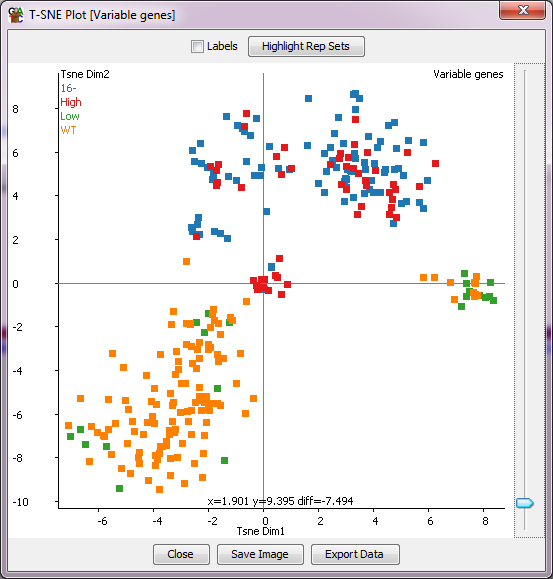 T-SNE Plot [Variable genes]
Labels Highlight Rep Sets
Tsne Dim2 Variable genes
16-
High
Low
WT
8
6
4
2
0
-2
-4
-6
-8
-10
x=1.901 y=9.395 diff=-7.494
-6 -4 -2 0 2 4 6 8
Tsne Dim1
Close Save Image Export Data